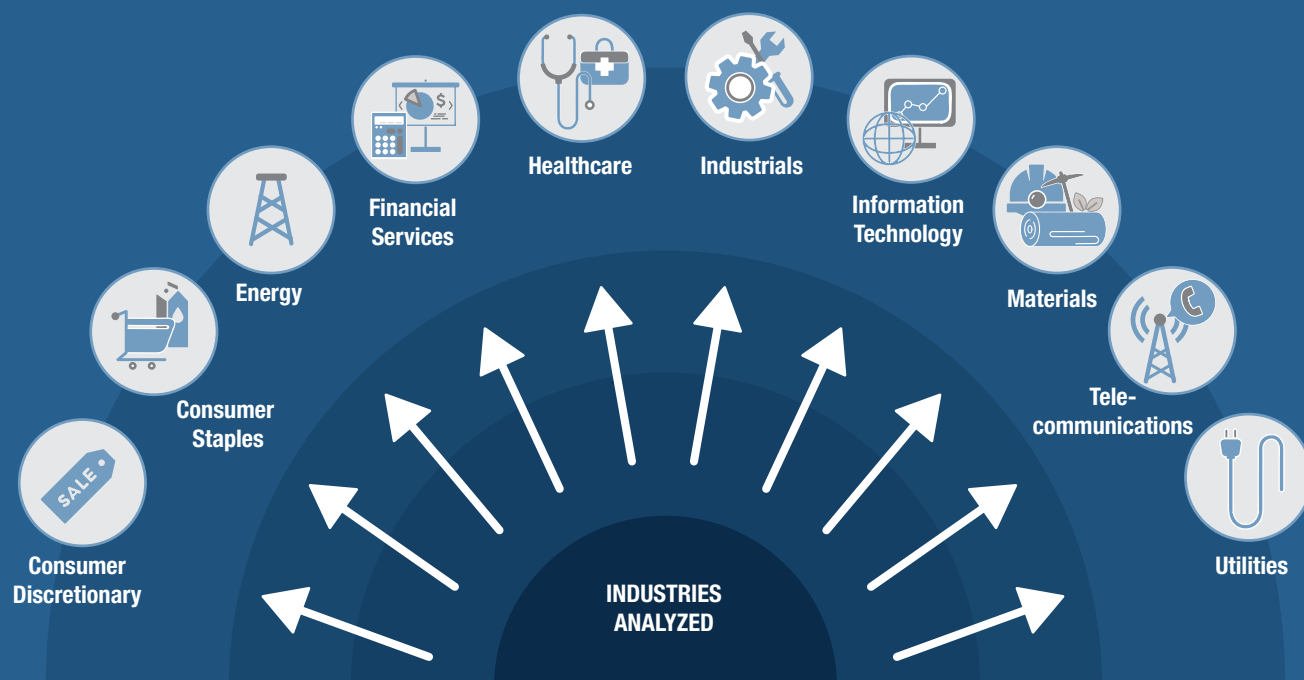 Consumer
Discretionary
SALE
Consumer
Staples
Energy
Financial
Services
$
Healthcare
Industrials
Information
Technology
Materials
Tele-
communications
Utilities
INDUSTRIES
ANALYZED